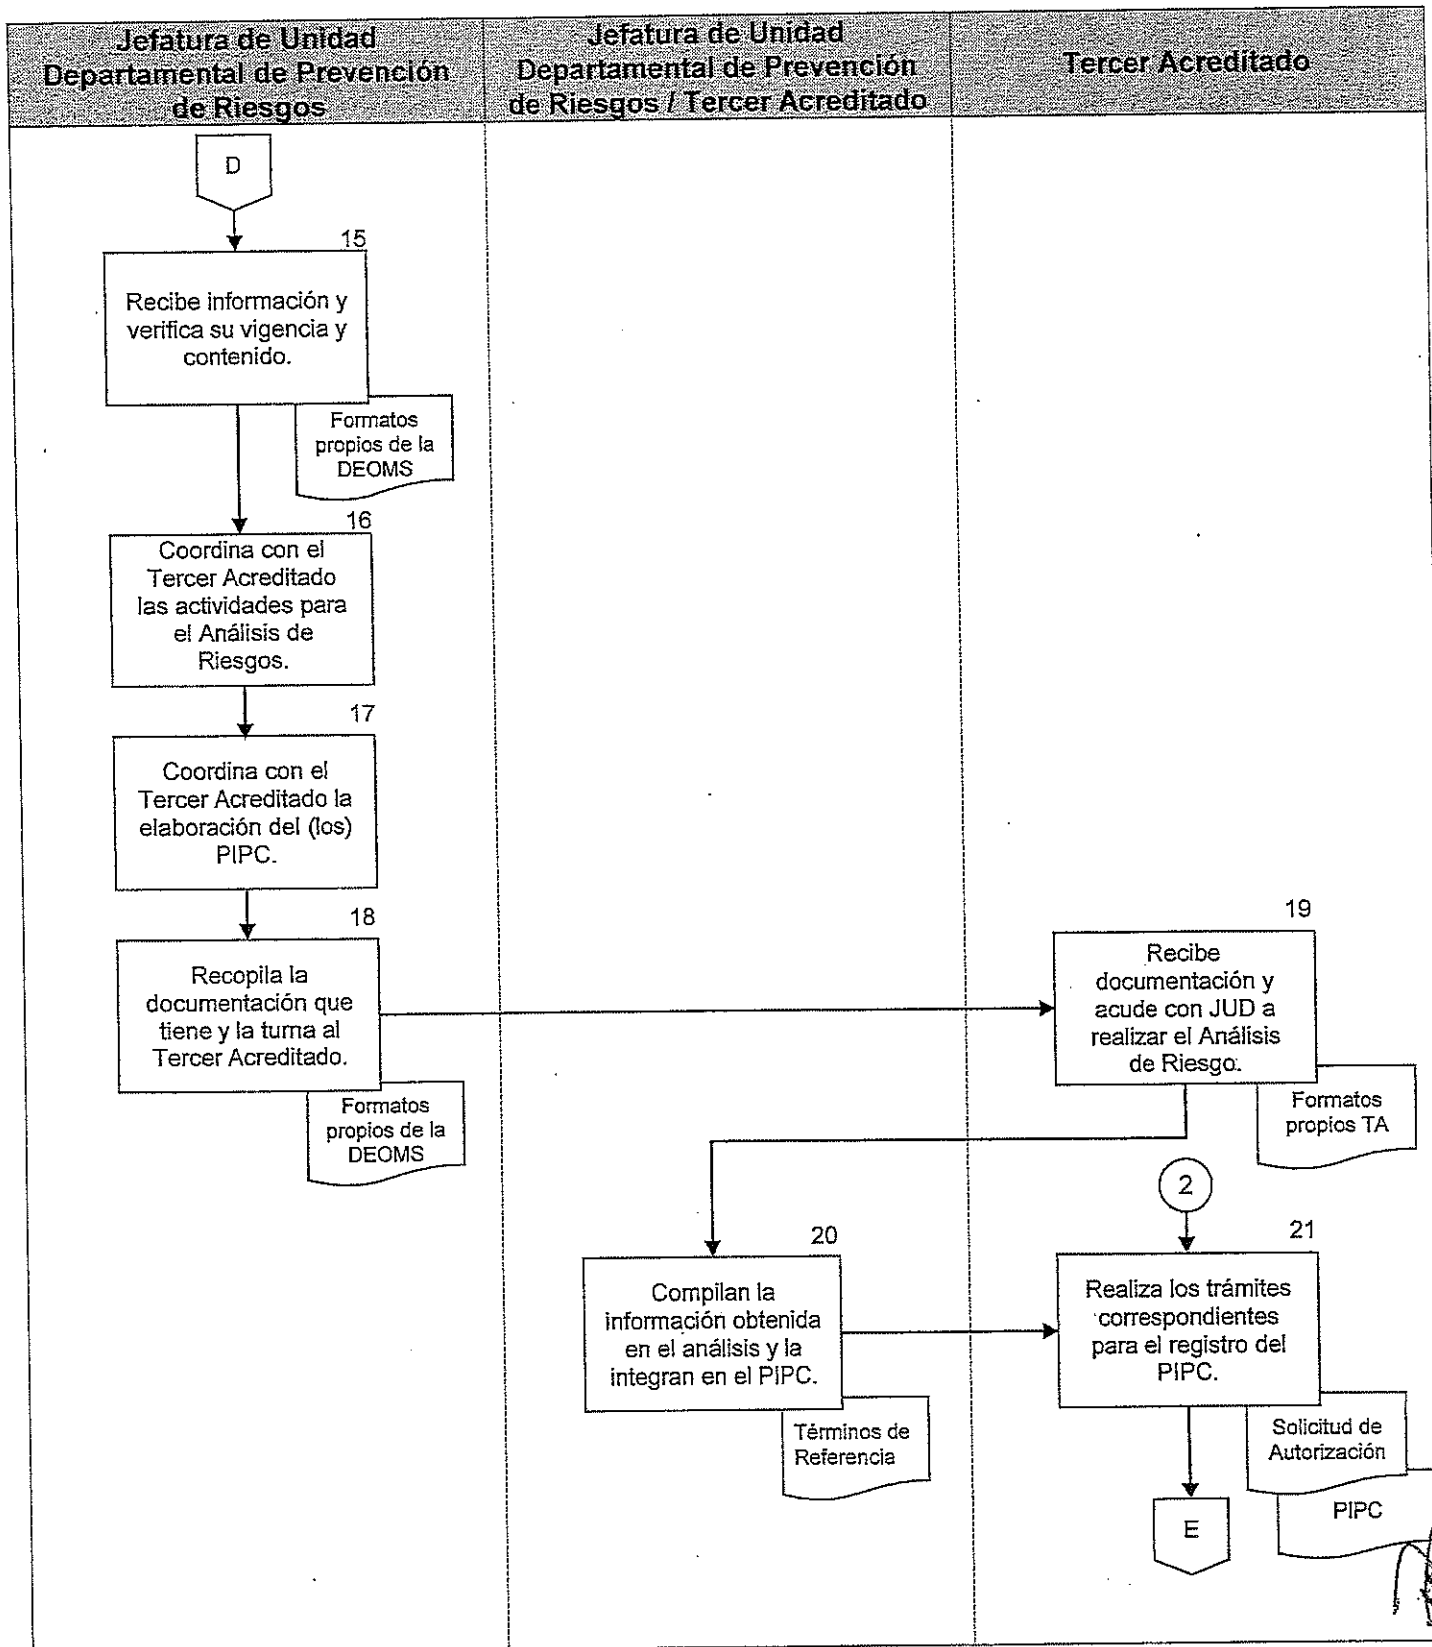 Jefatura de Unidad
Departamental de Prevención
de Riesgos
Jefatura de Unidad
Departamental de Prevención
de Riesgos / Tercer Acreditado
Tercer Acreditado
D
15
Recibe información y
verifica su vigencia y
contenido.
Formatos
propios de la
DEOMS
16
Coordina con el
Tercer Acreditado
las actividades para
el Análisis de
Riesgos.
17
Coordina con el
Tercer Acreditado la
elaboración del (los)
PIPC.
18
Recopila la
documentación que
tiene y la turna al
Tercer Acreditado.
Formatos
propios de la
DEOMS
19
Recibe
documentación y
acude con JUD a
realizar el Análisis
de Riesgo.
Formatos
propios TA
20
Compilan la
información obtenida
en el análisis y la
integran en el PIPC.
Términos de
Referencia
2
21
Realiza los trámites
correspondientes
para el registro del
PIPC.
Solicitud de
Autorización
PIPC
E